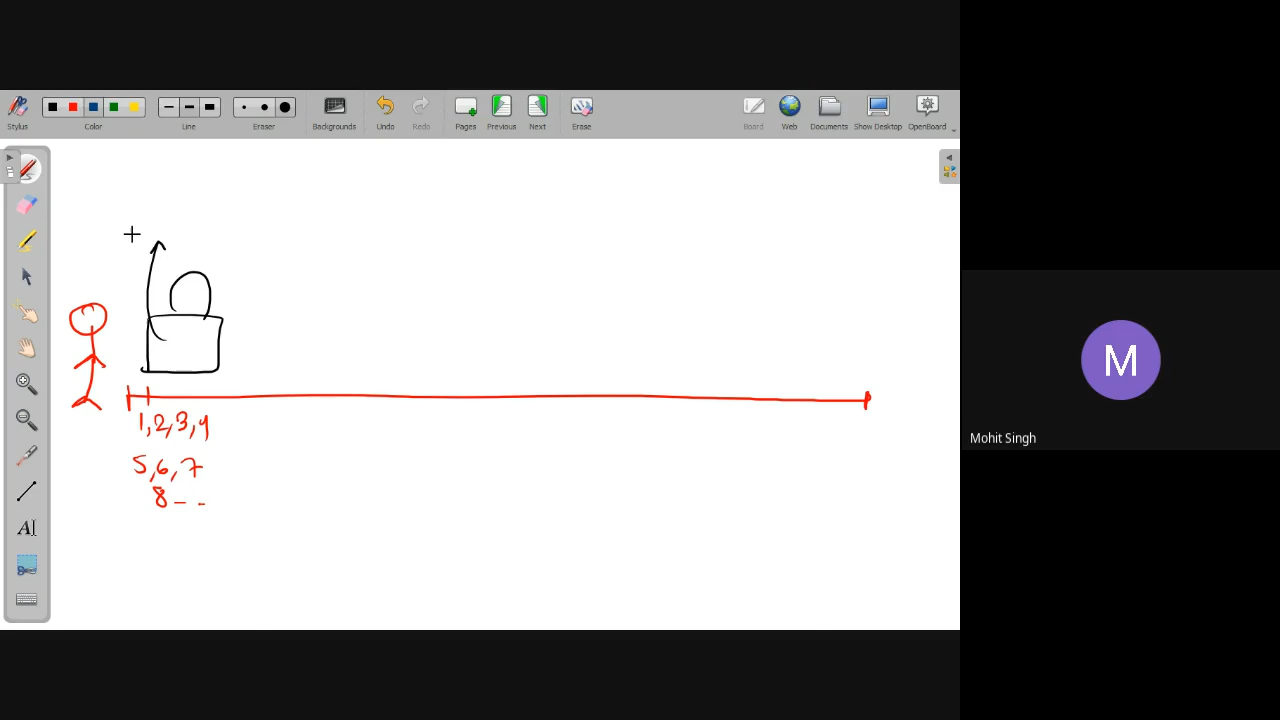 Stylus Color Line Eraser Backgrounds Undo Redo Pages Previous Next Erase Board Web Documents Show Desktop OpenBoard
1,2,3,4
5,6,7
8- -
AI
M
Mohit Singh